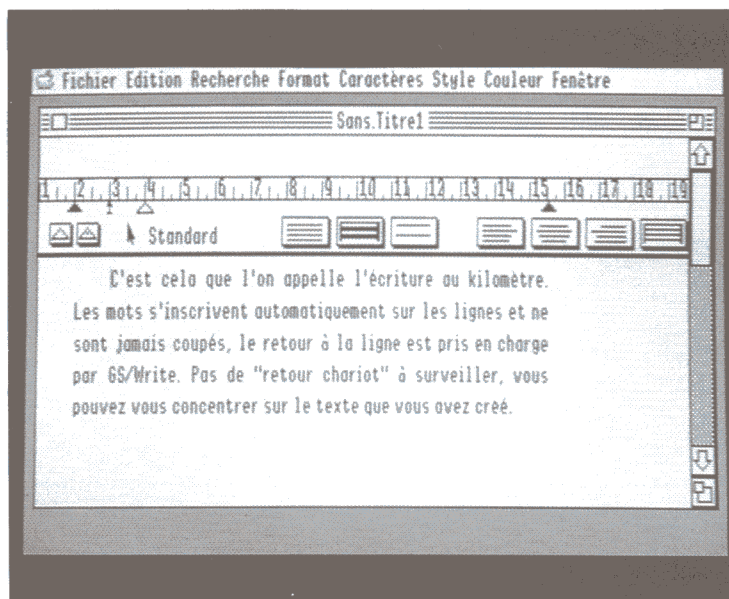 Fichier Edition Recherche Format Caractères Style Couleur Fenêtre
Sans.Titre1
1 2 3 4 5 6 7 8 9 10 11 12 13 14 15 16 17 18 19
Standard
C'est cela que l'on appelle l'écriture au kilomètre.
Les mots s'inscrivent automatiquement sur les lignes et ne
sont jamais coupés, le retour à la ligne est pris en charge
par GS/Write. Pas de "retour chariot" à surveiller, vous
pouvez vous concentrer sur le texte que vous avez créé.